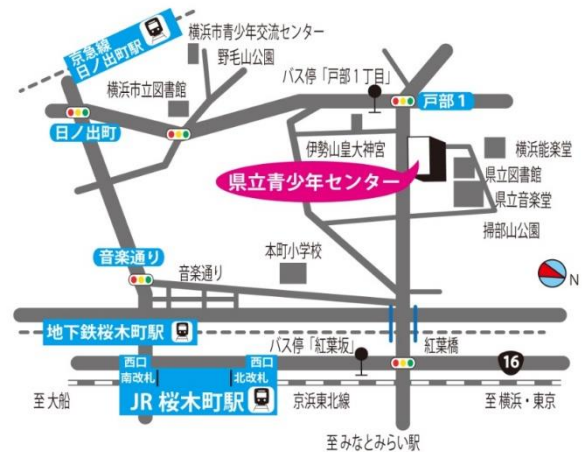 京急線
日ノ出町駅
横浜市青少年交流センター
野毛山公園
横浜市立図書館
バス停「戸部1丁目」
戸部1
日ノ出町
伊勢山皇大神宮
横浜能楽堂
県立図書館
県立青少年センター
県立音楽堂
掃部山公園
音楽通り
音楽通り
本町小学校
N
地下鉄桜木町駅
バス停「紅葉坂」
紅葉橋
西口
西口
南改札
北改札
16
JR 桜木町駅
至大船
京浜東北線
至横浜・東京
至みなとみらい駅